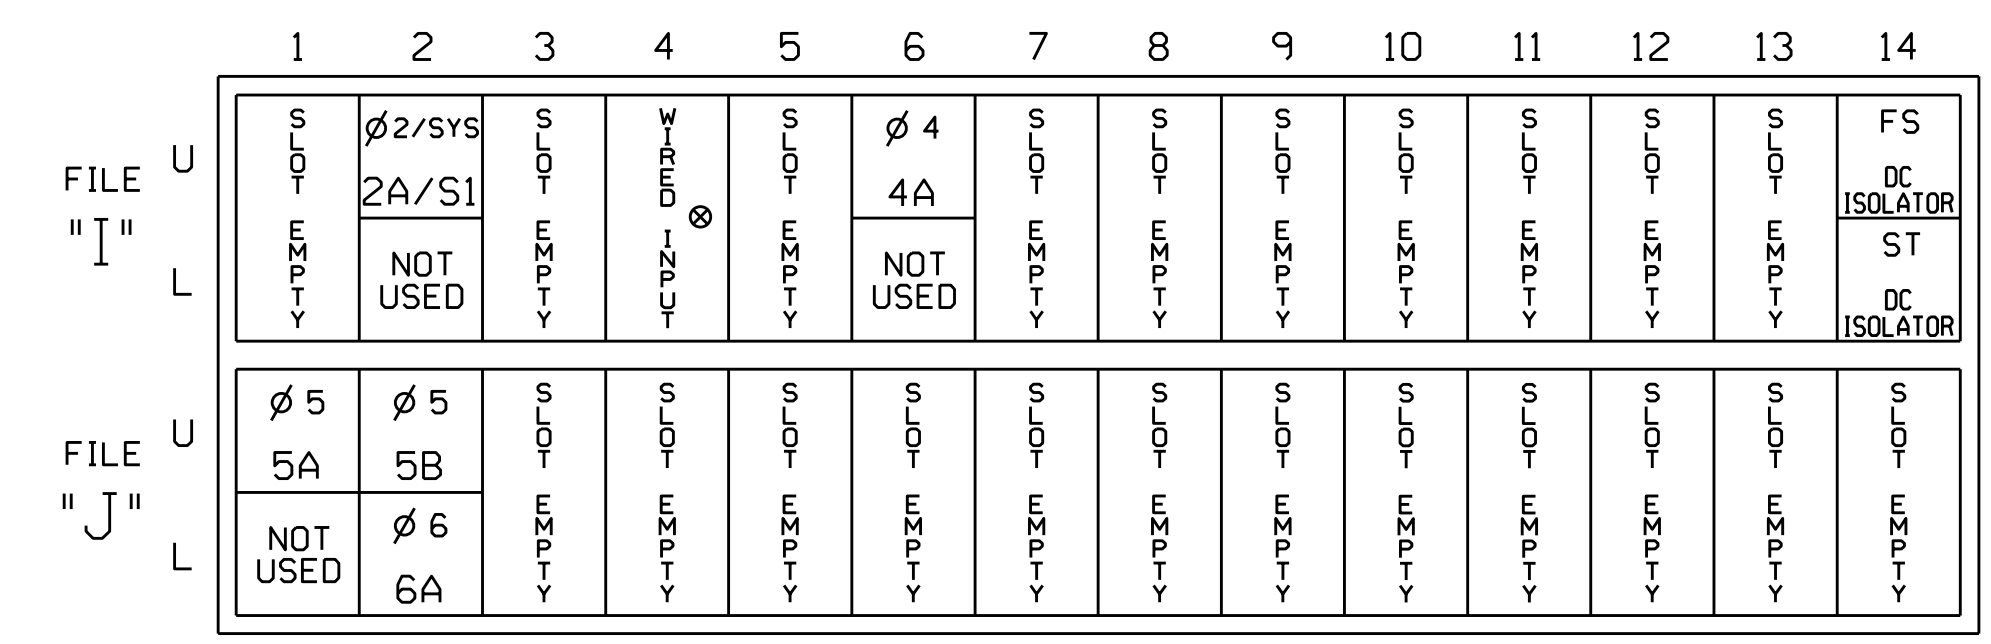 1 2 3 4 5 6 7 8 9 10 11 12 13 14
FILE "I"
U
L
SLOT EMPTY
Ø2/SYS
2A/S1
NOT USED
SLOT EMPTY
WIRED INPUT
⊗
SLOT EMPTY
Ø 4
4A
NOT USED
SLOT EMPTY
SLOT EMPTY
SLOT EMPTY
SLOT EMPTY
SLOT EMPTY
SLOT EMPTY
SLOT EMPTY
FS
DC ISOLATOR
ST
DC ISOLATOR
FILE "J"
U
L
Ø 5
5A
NOT USED
Ø 5
5B
Ø 6
6A
SLOT EMPTY
SLOT EMPTY
SLOT EMPTY
SLOT EMPTY
SLOT EMPTY
SLOT EMPTY
SLOT EMPTY
SLOT EMPTY
SLOT EMPTY
SLOT EMPTY
SLOT EMPTY
SLOT EMPTY